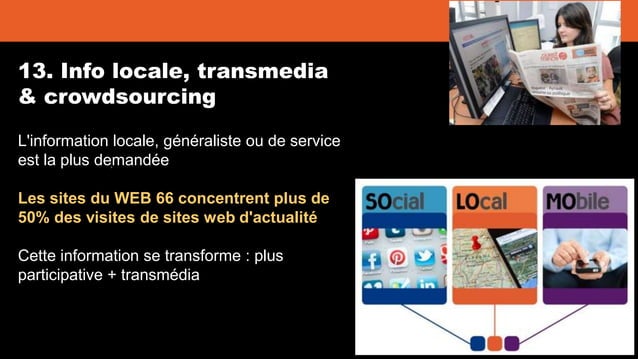 13. Info locale, transmedia
& crowdsourcing
L'information locale, généraliste ou de service
est la plus demandée
Les sites du WEB 66 concentrent plus de
50% des visites de sites web d'actualité
Cette information se transforme : plus
participative + transmédia
SOcial
LOcal
MObile